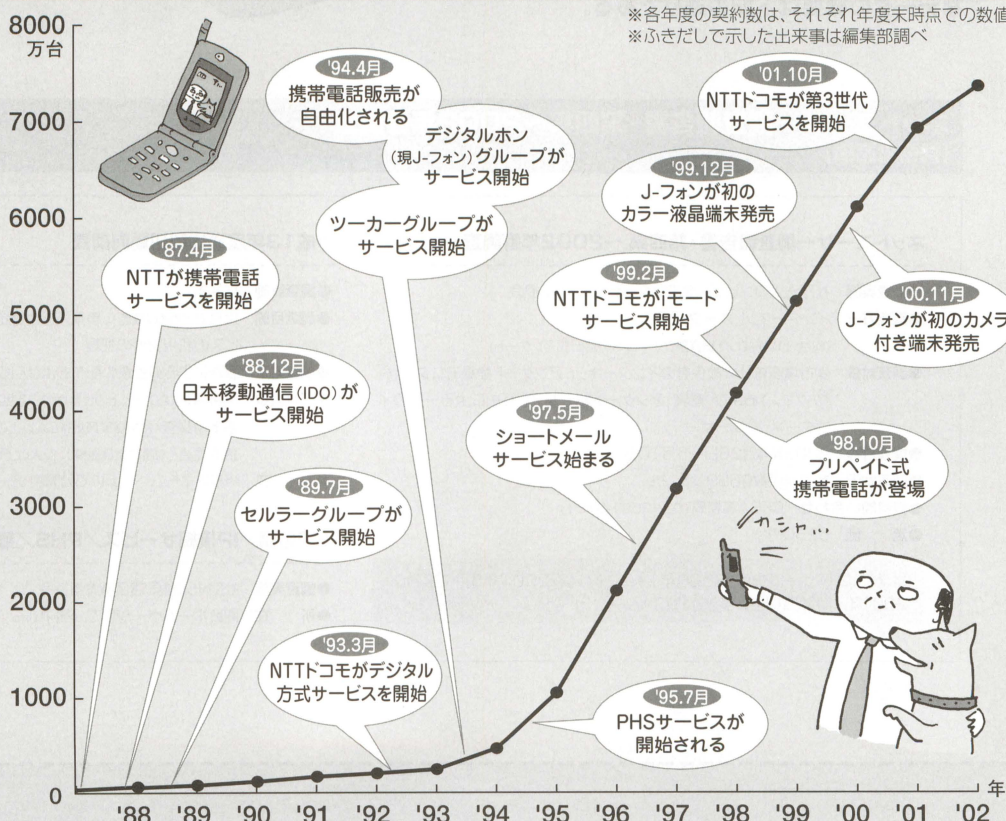 ※各年度の契約数は、それぞれ年度末時点での数値
※ふきだしで示した出来事は編集部調べ
8000
万台
7000
6000
5000
4000
3000
2000
1000
0
'88
'89
'90
'91
'92
'93
'94
'95
'96
'97
'98
'99
'00
'01
'02
年
'87.4月
NTTが携帯電話
サービスを開始
'88.12月
日本移動通信(IDO)が
サービス開始
'89.7月
セルラーグループが
サービス開始
'93.3月
NTTドコモがデジタル
方式サービスを開始
'94.4月
携帯電話販売が
自由化される
デジタルホン
(現J-フォン)グループが
サービス開始
ツーカーグループが
サービス開始
'95.7月
PHSサービスが
開始される
'97.5月
ショートメール
サービス始まる
'98.10月
プリペイド式
携帯電話が登場
'99.2月
NTTドコモがiモード
サービス開始
'99.12月
J-フォンが初の
カラー液晶端末発売
'00.11月
J-フォンが初のカメラ
付き端末発売
'01.10月
NTTドコモが第3世代
サービスを開始
カシャ…